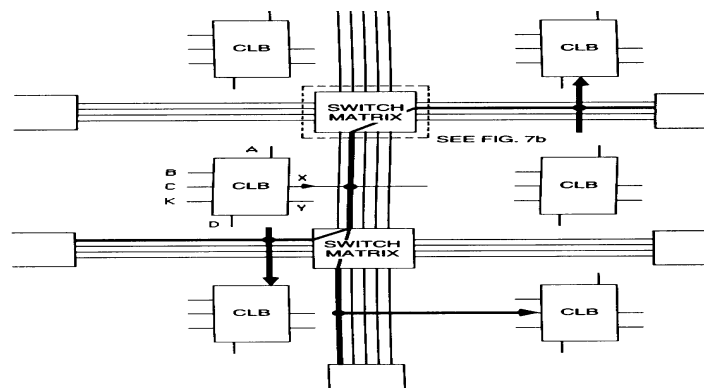 CLB
CLB
SWITCH
MATRIX
SEE FIG. 7b
A
B
C
K
CLB
X
Y
D
CLB
SWITCH
MATRIX
CLB
CLB